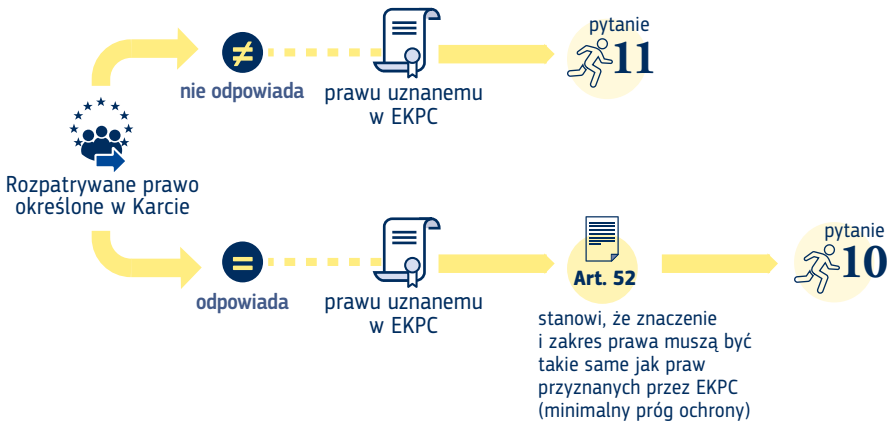 pytanie
11
≠
nie odpowiada
prawu uznanemu
w EKPC
Rozpatrywane prawo
określone w Karcie
=
odpowiada
prawu uznanemu
w EKPC
Art. 52
stanowi, że znaczenie
i zakres prawa muszą być
takie same jak praw
przyznanych przez EKPC
(minimalny próg ochrony)
pytanie
10